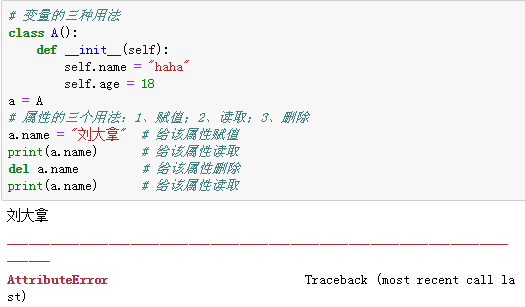 # 变量的三种用法
class A():
    def __init__(self):
        self.name = "haha"
        self.age = 18
a = A
# 属性的三个用法：1、赋值；2、读取；3、删除
a.name = "刘大拿"  # 给该属性赋值
print(a.name)      # 给该属性读取
del a.name         # 给该属性删除
print(a.name)      # 给该属性读取
刘大拿
AttributeError                            Traceback (most recent call la
st)